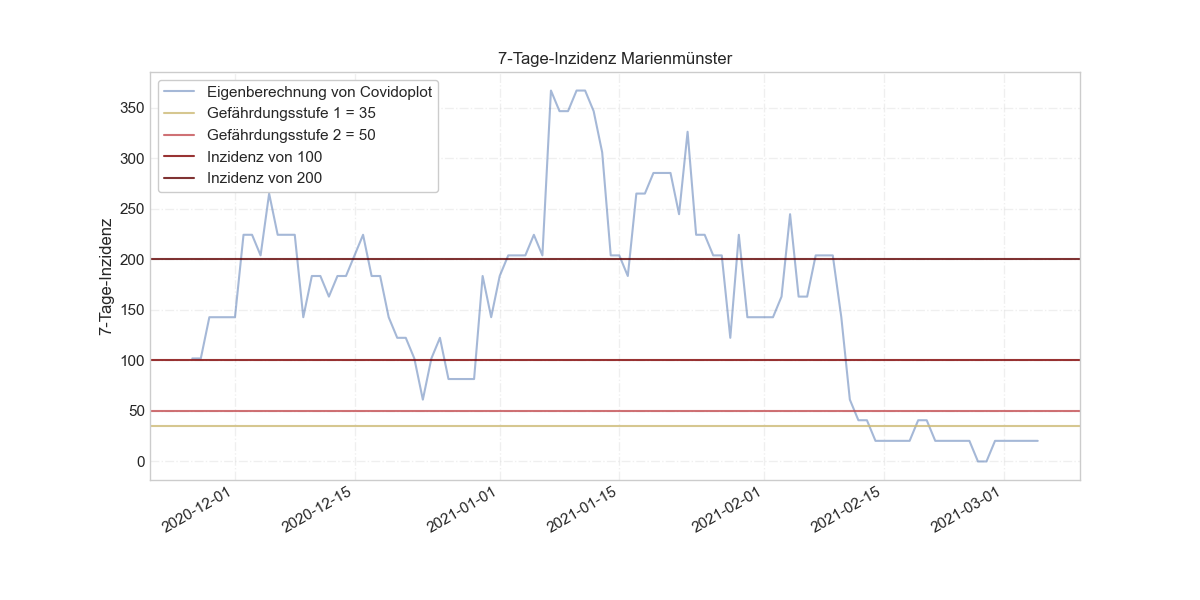 7-Tage-Inzidenz Marienmünster
Eigenberechnung von Covidoplot
Gefährdungsstufe 1 = 35
Gefährdungsstufe 2 = 50
Inzidenz von 100
Inzidenz von 200
7-Tage-Inzidenz
350
300
250
200
150
100
50
0
2020-12-01
2020-12-15
2021-01-01
2021-01-15
2021-02-01
2021-02-15
2021-03-01